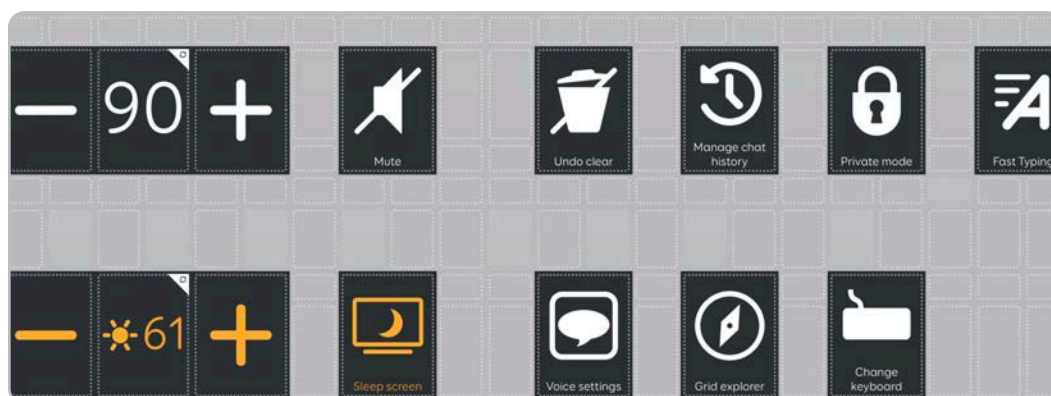 90
Mute
Undo clear
Manage chat
history
Private mode
Fast Typing
61
Sleep screen
Voice settings
Grid explorer
Change
keyboard